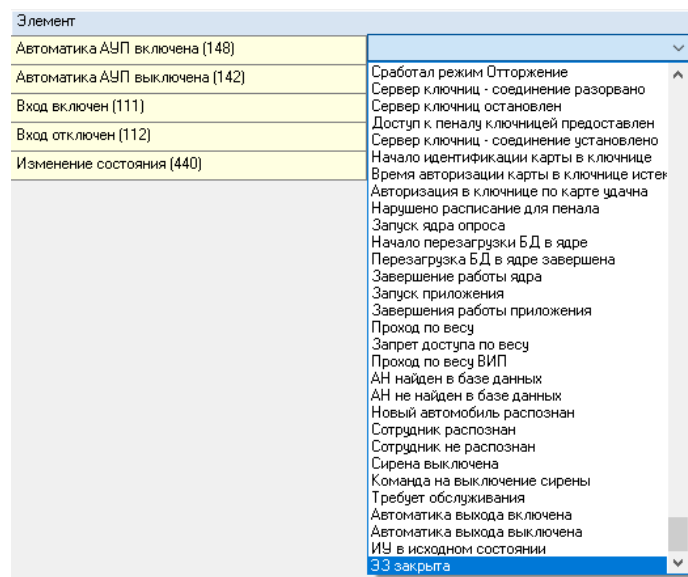 Элемент
Автоматика АУП включена (148)
Автоматика АУП выключена (142)
Вход включен (111)
Вход отключен (112)
Изменение состояния (440)
Сработал режим Отторжение
Сервер ключниц - соединение разорвано
Сервер ключниц остановлен
Доступ к пеналу ключницей предоставлен
Сервер ключниц - соединение установлено
Начало идентификации карты в ключнице
Время авторизации карты в ключнице истек
Авторизация в ключнице по карте удачна
Нарушено расписание для пенала
Запуск ядра опроса
Начало перезагрузки БД в ядре
Перезагрузка БД в ядре завершена
Завершение работы ядра
Запуск приложения
Завершения работы приложения
Проход по весу
Запрет доступа по весу
Проход по весу ВИП
АН найден в базе данных
АН не найден в базе данных
Новый автомобиль распознан
Сотрудник распознан
Сотрудник не распознан
Сирена выключена
Команда на выключение сирены
Требует обслуживания
Автоматика выхода включена
Автоматика выхода выключена
ИУ в исходном состоянии
ЭЗ закрыта